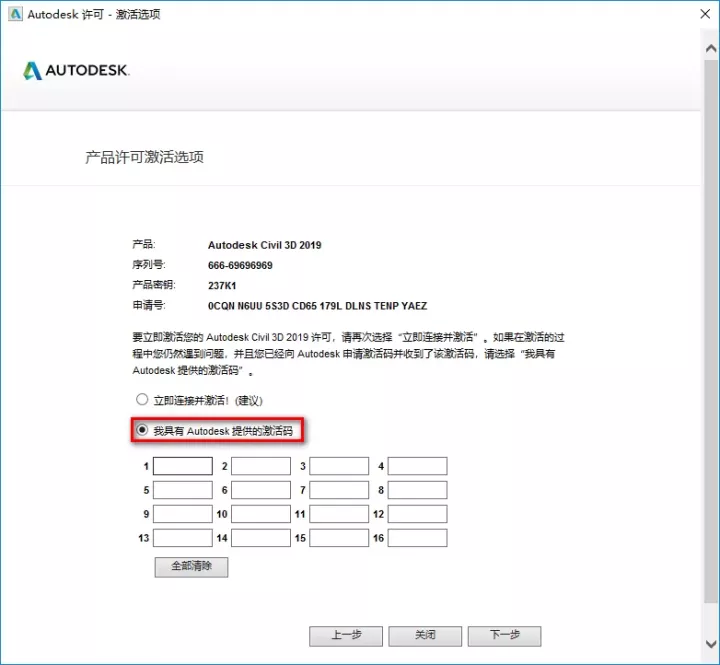 Autodesk 许可 - 激活选项
AUTODESK.
产品许可激活选项
产品: Autodesk Civil 3D 2019
序列号: 666-69696969
产品密钥: 237K1
申请号: 0CQN N6UU 5S3D CD65 179L DLNS TENP YAEZ
要立即激活您的 Autodesk Civil 3D 2019 许可，请再次选择“立即连接并激活”。如果在激活的过
程中您仍然遇到问题，并且您已经向 Autodesk 申请激活码并收到了该激活码，请选择“我具有
Autodesk 提供的激活码”。
立即连接并激活! (建议)
我具有 Autodesk 提供的激活码
1 2 3 4
5 6 7 8
9 10 11 12
13 14 15 16
全部清除
上一步 关闭 下一步